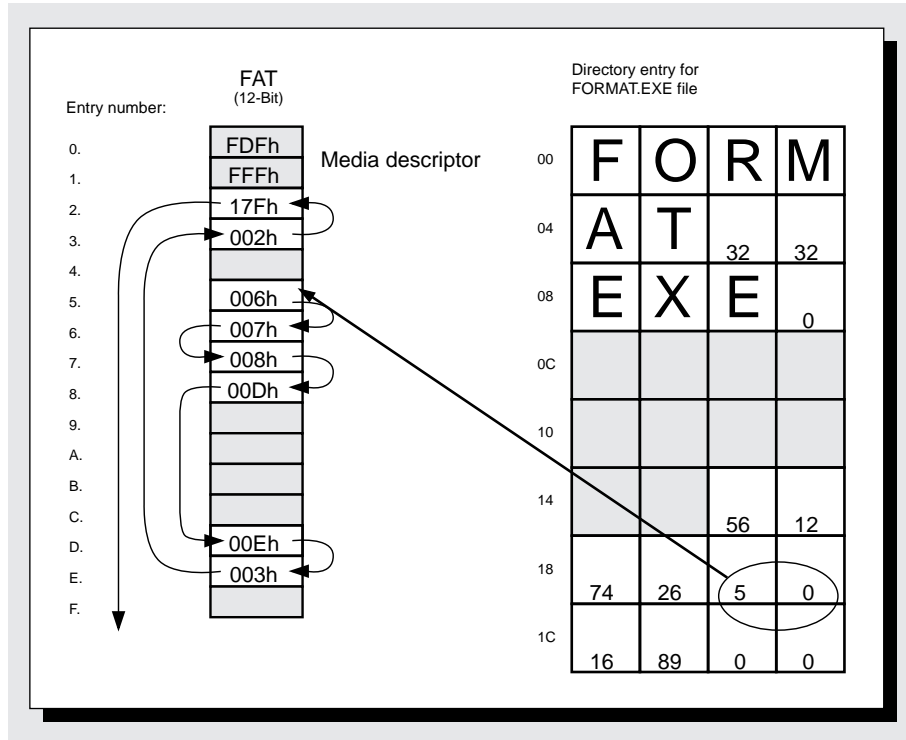 FAT
(12-Bit)
Entry number:
0. FDFh
1. FFFh
Media descriptor
2. 17Fh
3. 002h
4.
5. 006h
6. 007h
7. 008h
8. 00Dh
9.
A.
B.
C.
D. 00Eh
E. 003h
F.
Directory entry for
FORMAT.EXE file
00 F O R M
04 A T 32 32
08 E X E 0
0C
10
14 56 12
18 74 26 5 0
1C 16 89 0 0